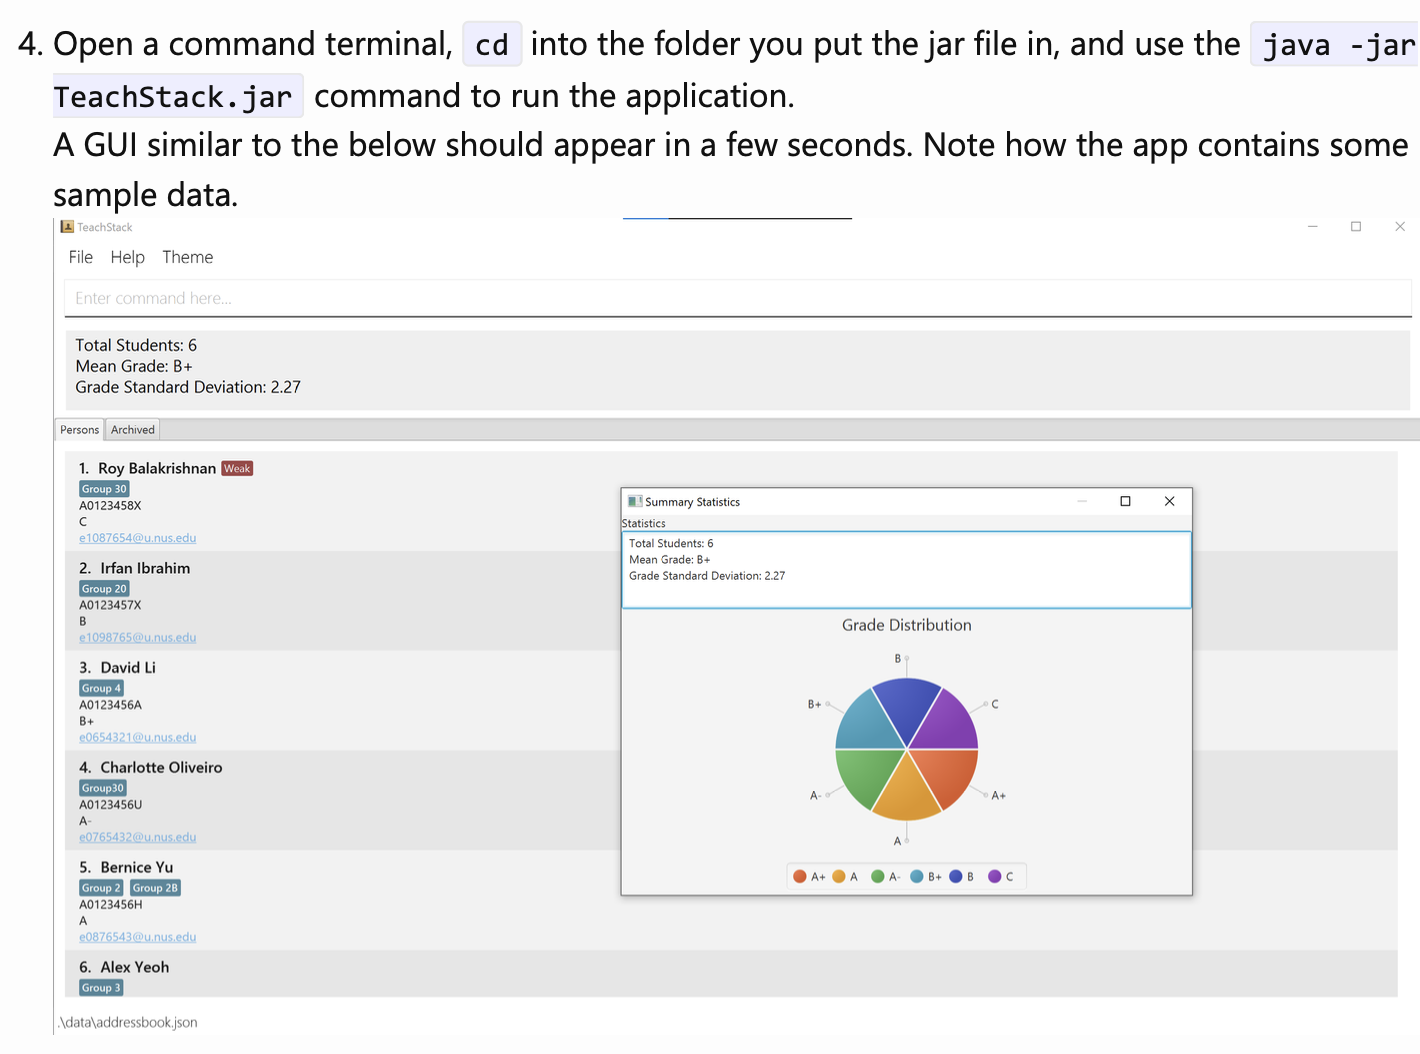 4. Open a command terminal, cd into the folder you put the jar file in, and use the java -jar
TeachStack.jar command to run the application.
A GUI similar to the below should appear in a few seconds. Note how the app contains some
sample data.
TeachStack
File Help Theme
Enter command here...
Total Students: 6
Mean Grade: B+
Grade Standard Deviation: 2.27
Persons Archived
1. Roy Balakrishnan Weak
Group 30
A0123458X
C
e1087654@u.nus.edu
2. Irfan Ibrahim
Group 20
A0123457X
B
e1098765@u.nus.edu
3. David Li
Group 4
A0123456A
B+
e0654321@u.nus.edu
4. Charlotte Oliveiro
Group30
A0123456U
A-
e0765432@u.nus.edu
5. Bernice Yu
Group 2 Group 2B
A0123456H
A
e0876543@u.nus.edu
6. Alex Yeoh
Group 3
.\data\addressbook.json
Summary Statistics
Statistics
Total Students: 6
Mean Grade: B+
Grade Standard Deviation: 2.27
Grade Distribution
B
B+ C
A- A+
A
A+ A A- B+ B C